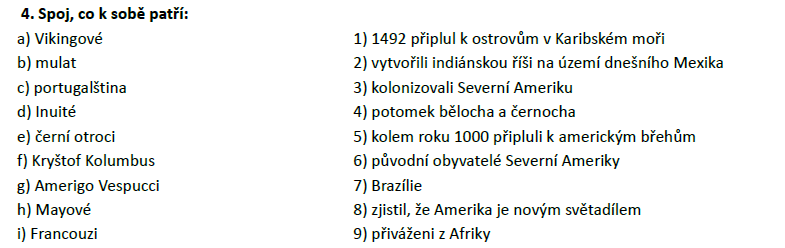 4. Spoj, co k sobě patří:
a) Vikingové 1) 1492 připlul k ostrovům v Karibském moři
b) mulat 2) vytvořili indiánskou říši na území dnešního Mexika
c) portugalština 3) kolonizovali Severní Ameriku
d) Inuité 4) potomek bělocha a černocha
e) černí otroci 5) kolem roku 1000 připluli k americkým břehům
f) Kryštof Kolumbus 6) původní obyvatelé Severní Ameriky
g) Amerigo Vespucci 7) Brazílie
h) Mayové 8) zjistil, že Amerika je novým světadílem
i) Francouzi 9) přiváženi z Afriky